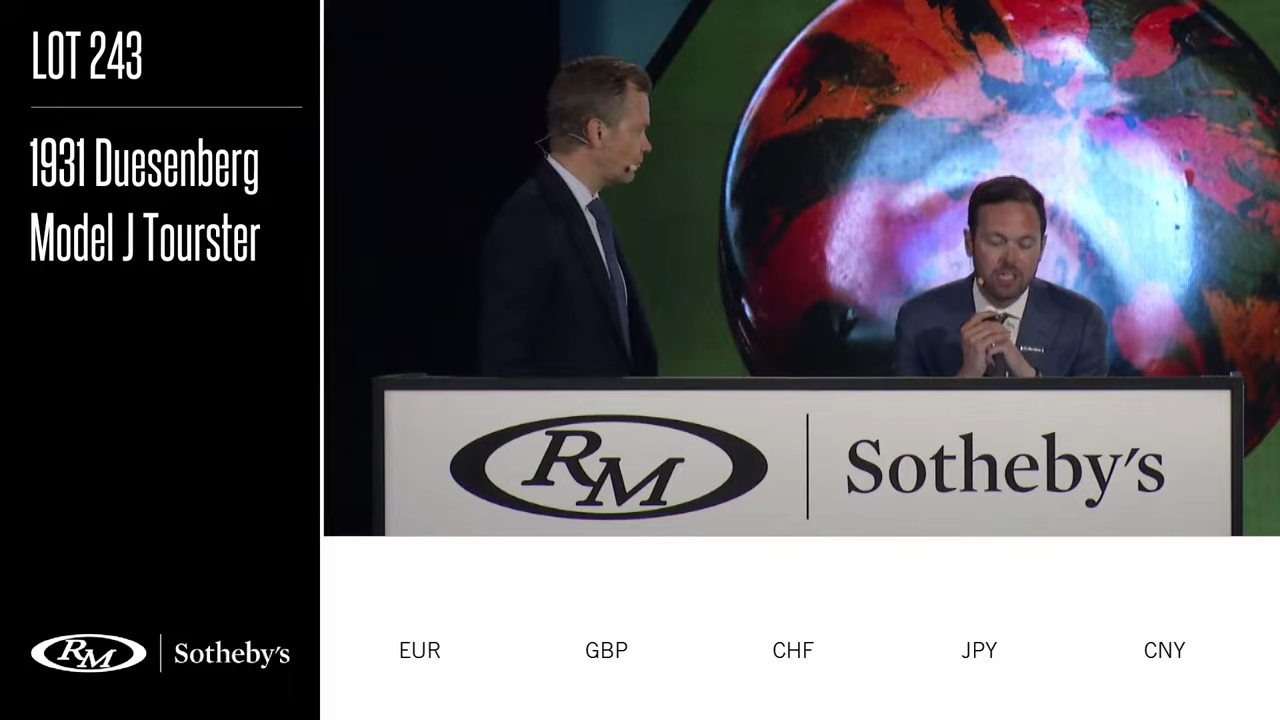 LOT 243
1931 Duesenberg
Model J Tourster
RM
Sotheby's
RM
Sotheby's
EUR GBP CHF JPY CNY